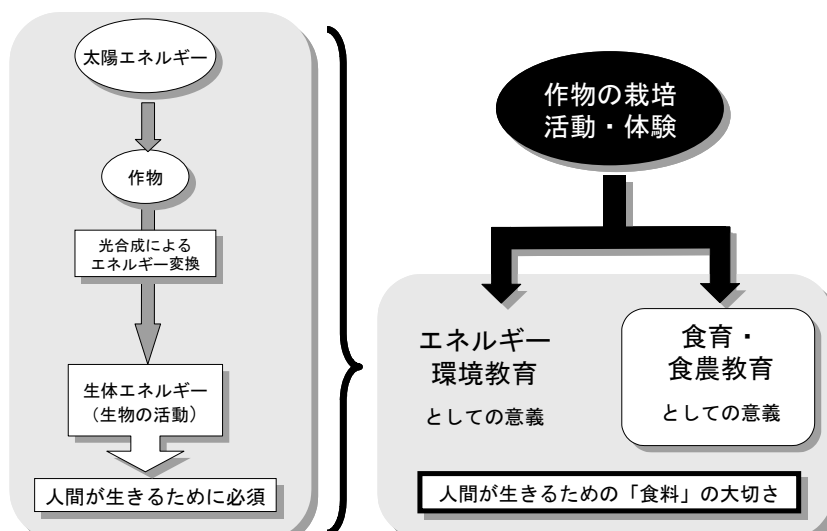 太陽エネルギー
作物
光合成による
エネルギー変換
生体エネルギー
(生物の活動)
人間が生きるために必須
作物の栽培
活動・体験
エネルギー
環境教育
としての意義
食育・
食農教育
としての意義
人間が生きるための「食料」の大切さ